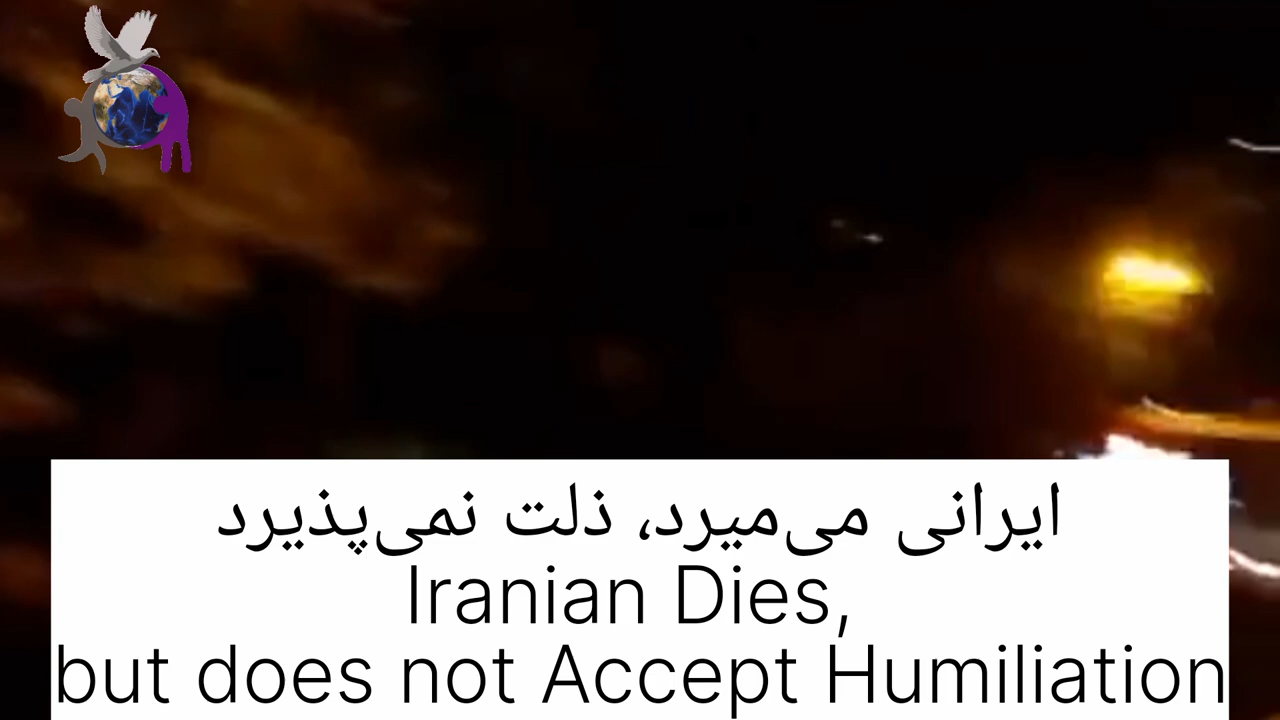 ایرانی می‌میرد، ذلت نمی‌پذیرد
Iranian Dies,
but does not Accept Humiliation